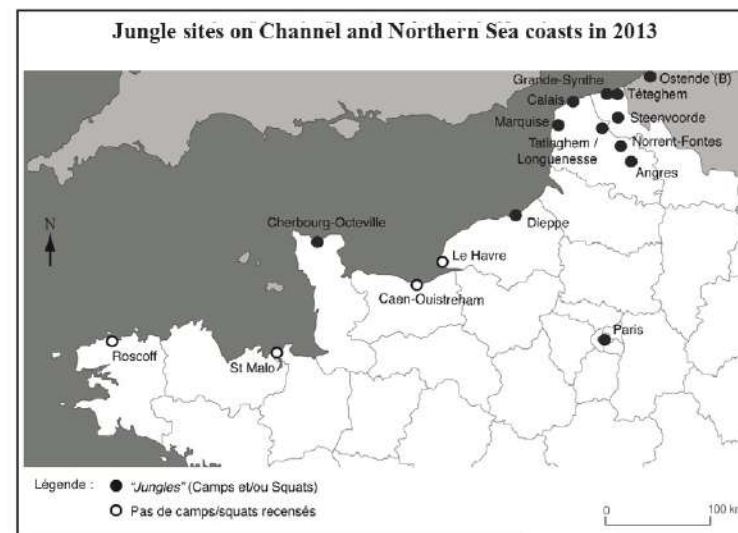 Jungle sites on Channel and Northern Sea coasts in 2013
Ostende (B)
Grande-Synthe
Téteghem
Calais
Steenvoorde
Marquise
Norrent-Fontes
Tatinghem /
Longuenesse
Angres
Dieppe
Cherbourg-Octeville
N
Le Havre
Caen-Ouistreham
Paris
Roscoff
St Malo
Légende :
"Jungles" (Camps et/ou Squats)
Pas de camps/squats recensés
0 100 km